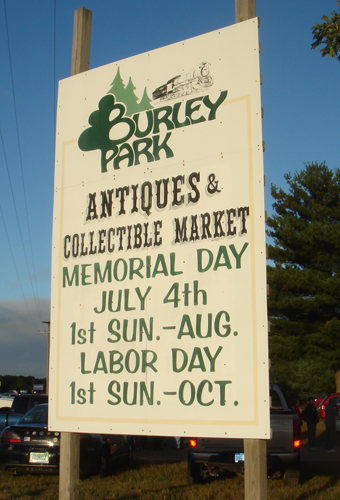 BURLEY
PARK
ANTIQUES &
COLLECTIBLE MARKET
MEMORIAL DAY
JULY 4th
1st SUN.-AUG.
LABOR DAY
1st SUN.-OCT.